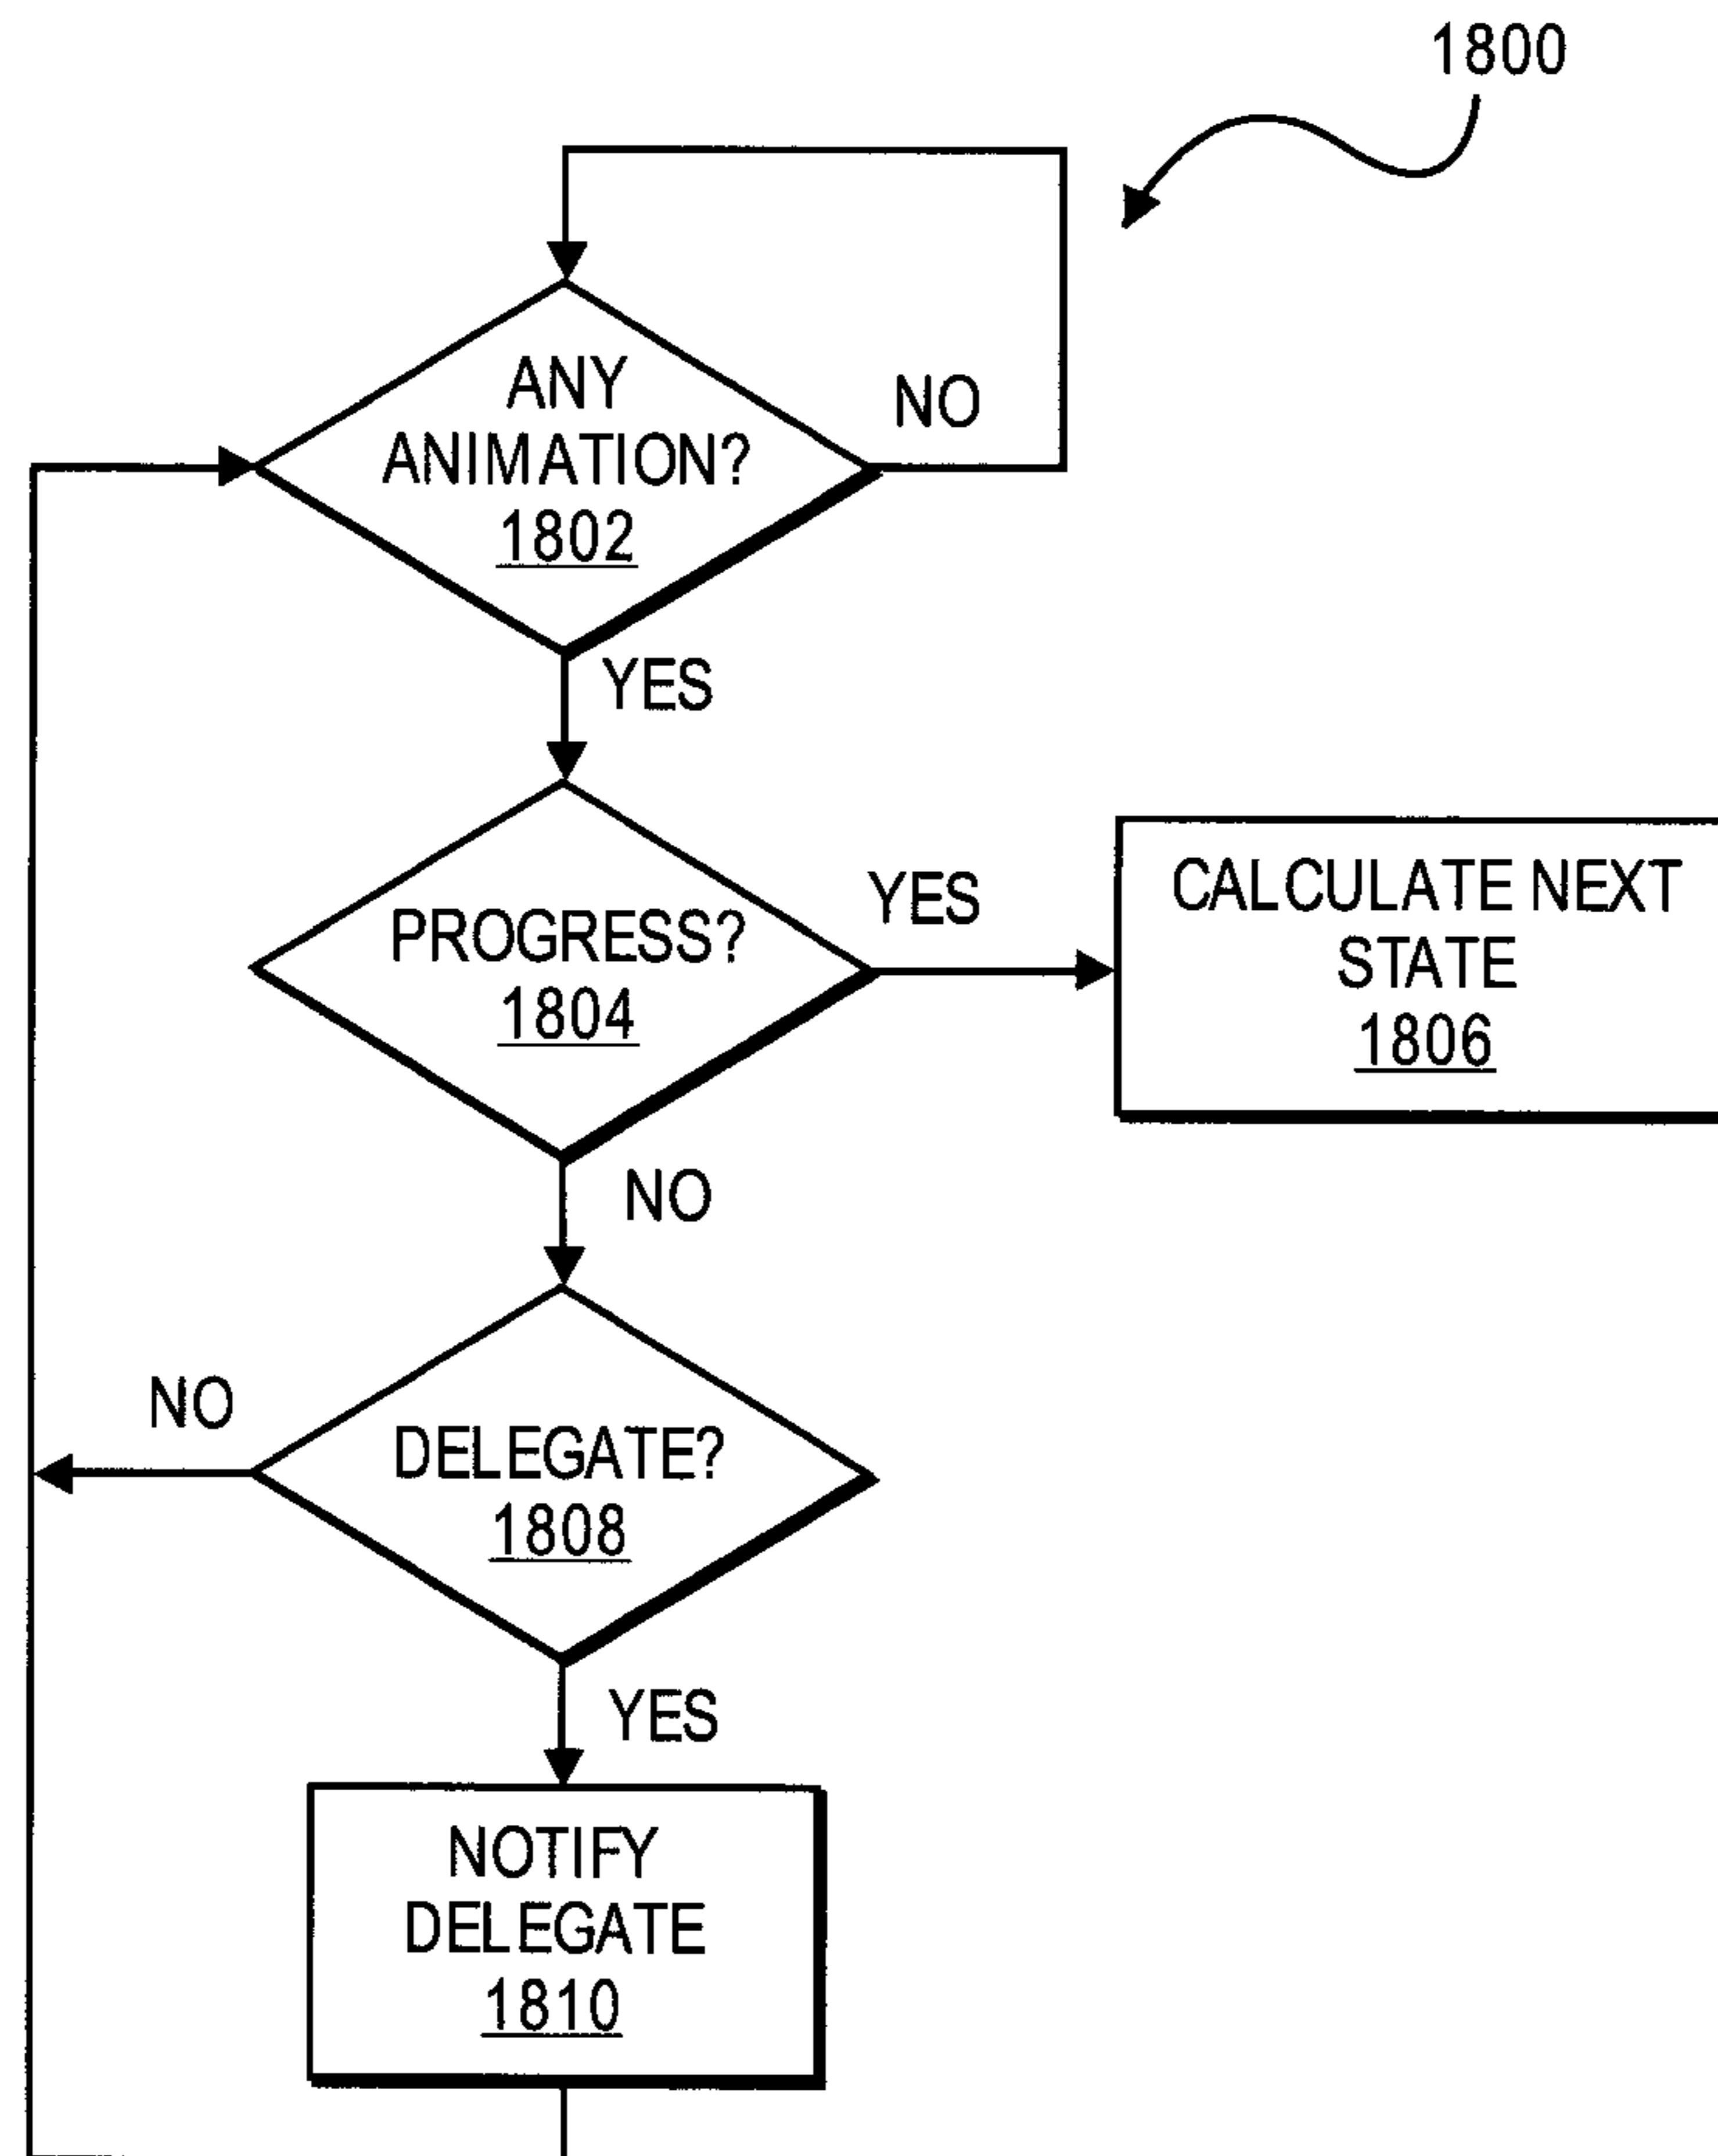 1800
ANY
ANIMATION?
1802
NO
YES
PROGRESS?
1804
YES
CALCULATE NEXT
STATE
1806
NO
DELEGATE?
1808
NO
YES
NOTIFY
DELEGATE
1810